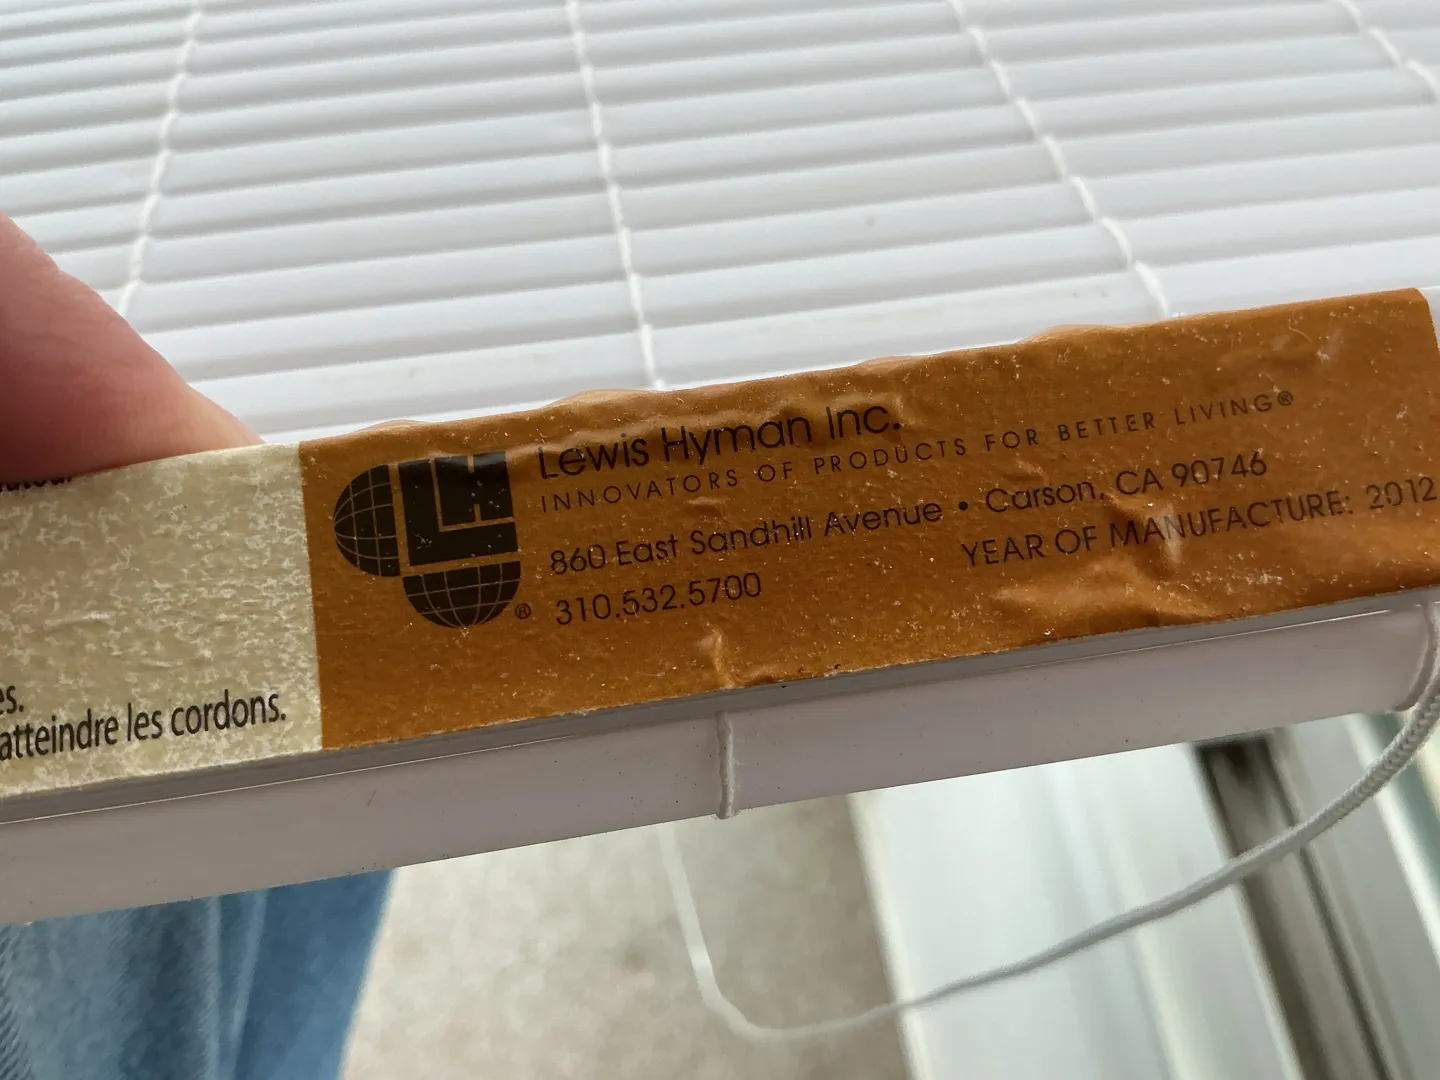 LH®
Lewis Hyman Inc.
INNOVATORS OF PRODUCTS FOR BETTER LIVING®
860 East Sandhill Avenue • Carson, CA 90746
310.532.5700
YEAR OF MANUFACTURE: 2012
atteindre les cordons.